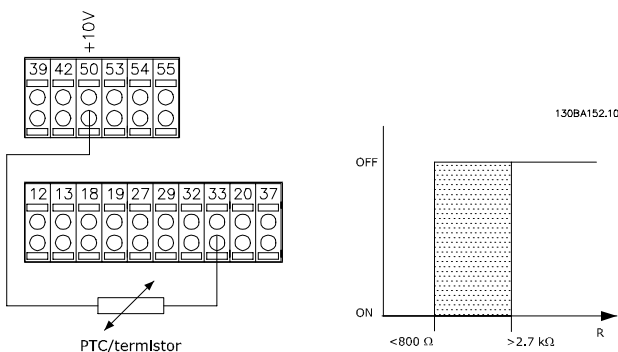 +10V
39 42 50 53 54 55
12 13 18 19 27 29 32 33 20 37
PTC/termistor
130BA152.10
OFF
ON
<800 Ω >2.7 kΩ R